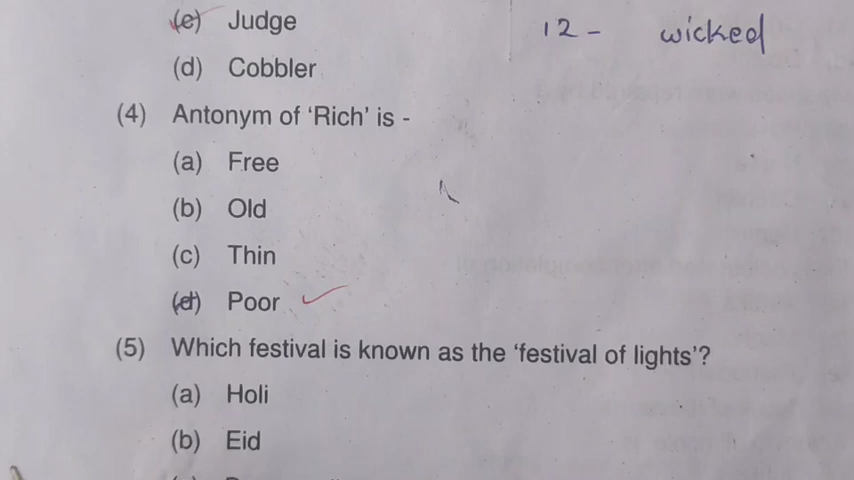 (c) Judge
12 - wicked
(d) Cobbler
(4) Antonym of 'Rich' is -
(a) Free
(b) Old
(c) Thin
(d) Poor
(5) Which festival is known as the 'festival of lights'?
(a) Holi
(b) Eid